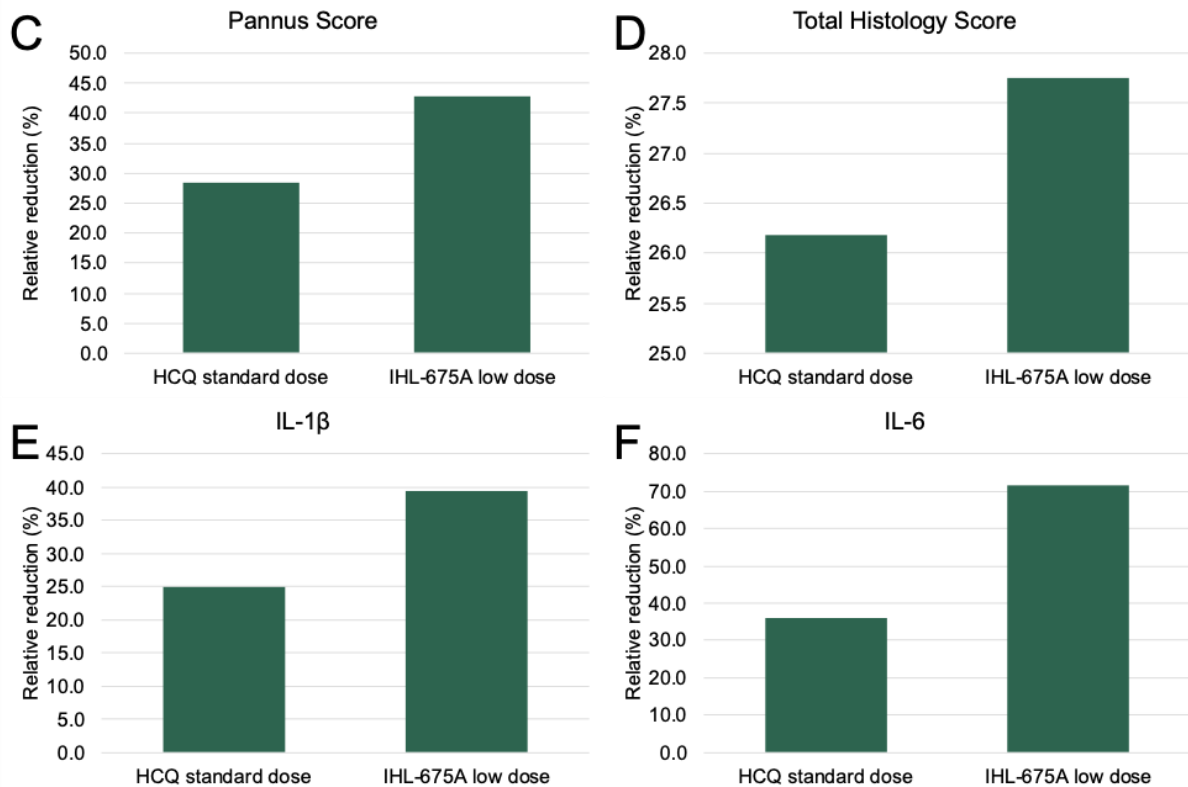 C
Pannus Score
Relative reduction (%)
50.0
45.0
40.0
35.0
30.0
25.0
20.0
15.0
10.0
5.0
0.0
HCQ standard dose
IHL-675A low dose
D
Total Histology Score
Relative reduction (%)
28.0
27.5
27.0
26.5
26.0
25.5
25.0
HCQ standard dose
IHL-675A low dose
E
IL-1β
Relative reduction (%)
45.0
40.0
35.0
30.0
25.0
20.0
15.0
10.0
5.0
0.0
HCQ standard dose
IHL-675A low dose
F
IL-6
Relative reduction (%)
80.0
70.0
60.0
50.0
40.0
30.0
20.0
10.0
0.0
HCQ standard dose
IHL-675A low dose